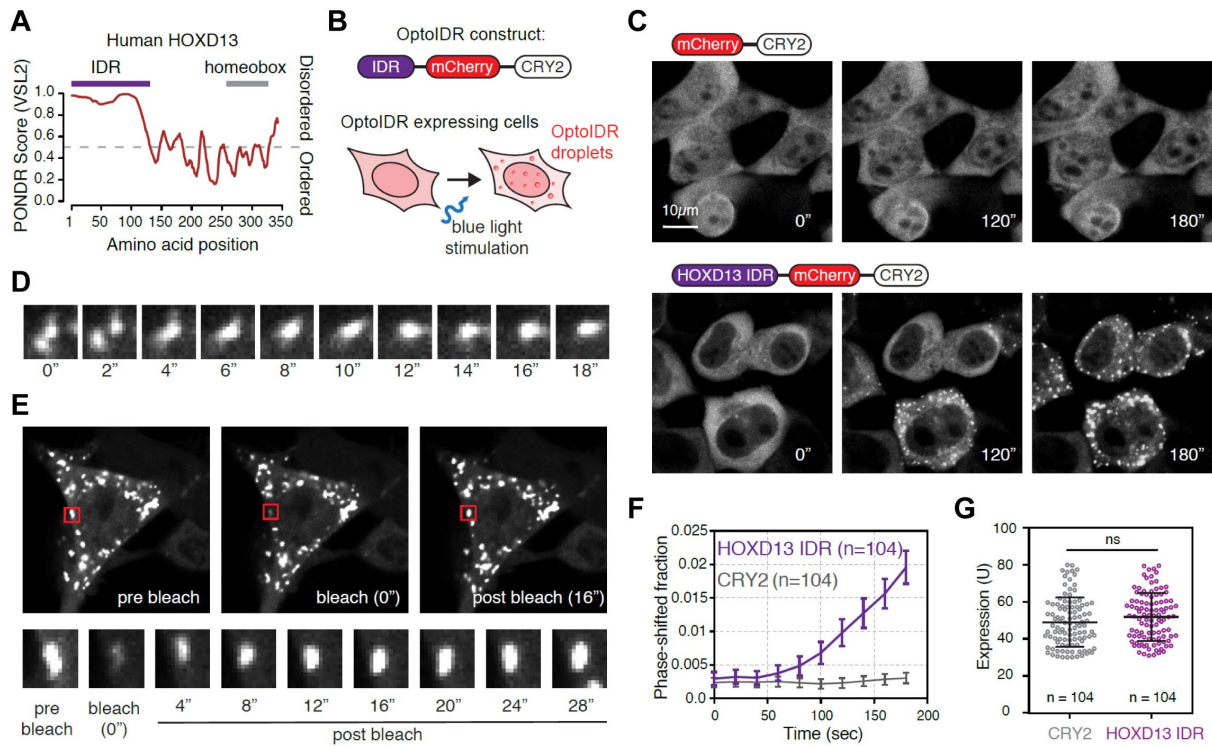 A
Human HOXD13
IDR
homeobox
PONDR Score (VSL2)
1.0
0.8
0.6
0.4
0.2
0.0
1 50 100 150 200 250 300 350
Amino acid position
Disordered
Ordered
B
OptoIDR construct:
IDR mCherry CRY2
OptoIDR expressing cells
OptoIDR
droplets
blue light
stimulation
C
mCherry CRY2
10μm
0” 120” 180”
HOXD13 IDR mCherry CRY2
0” 120” 180”
D
0” 2” 4” 6” 8” 10” 12” 14” 16” 18”
E
pre bleach bleach (0”) post bleach (16”)
pre
bleach
bleach
(0”)
4” 8” 12” 16” 20” 24” 28”
post bleach
F
Phase-shifted fraction
0.025
0.020
0.015
0.010
0.005
0.0
HOXD13 IDR (n=104)
CRY2 (n=104)
0 50 100 150 200
Time (sec)
G
Expression (U)
100
80
60
40
20
0
ns
n = 104 n = 104
CRY2 HOXD13 IDR